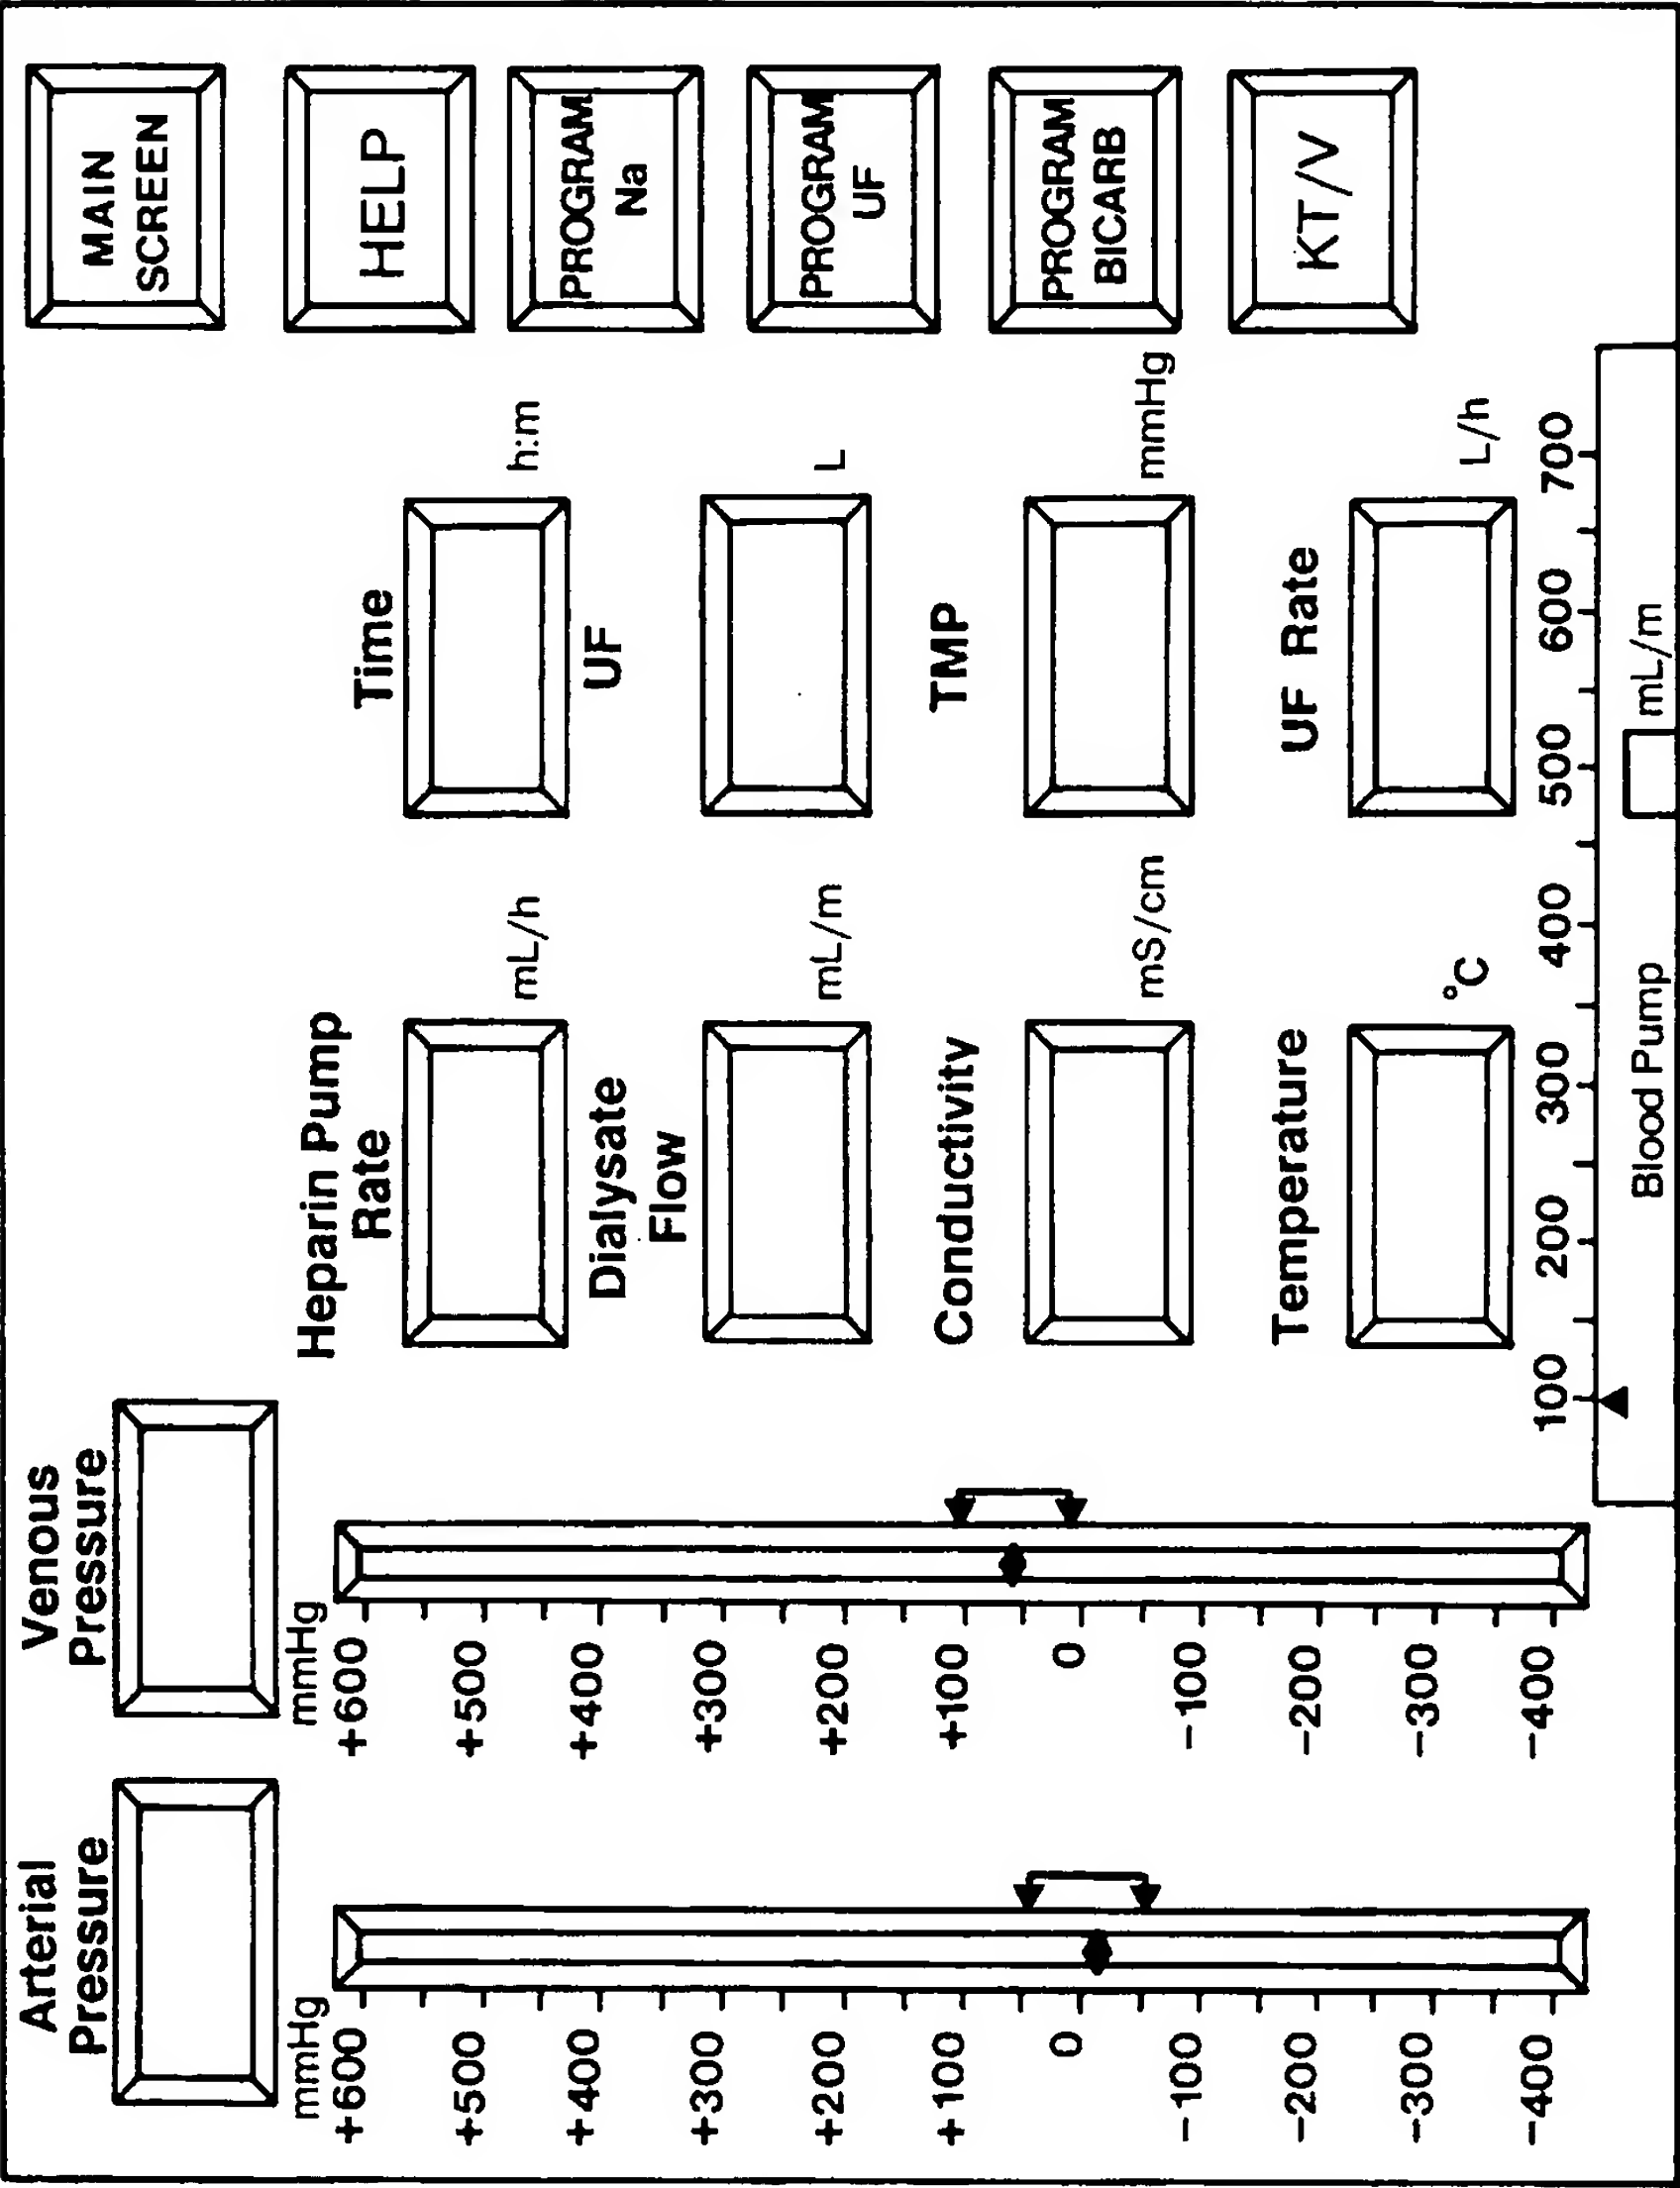 Arterial
Pressure
mmHg
+600
+500
+400
+300
+200
+100
0
−100
−200
−300
−400
Venous
Pressure
mmHg
+600
+500
+400
+300
+200
+100
0
−100
−200
−300
−400
Heparin Pump
Rate
mL/h
Dialysate
Flow
mL/m
Conductivity
mS/cm
Temperature
°C
Time
h:m
UF
L
TMP
mmHg
UF Rate
L/h
MAIN
SCREEN
HELP
PROGRAM
Na
PROGRAM
UF
PROGRAM
BICARB
KT/V
100 200 300 400 500 600 700
Blood Pump mL/m